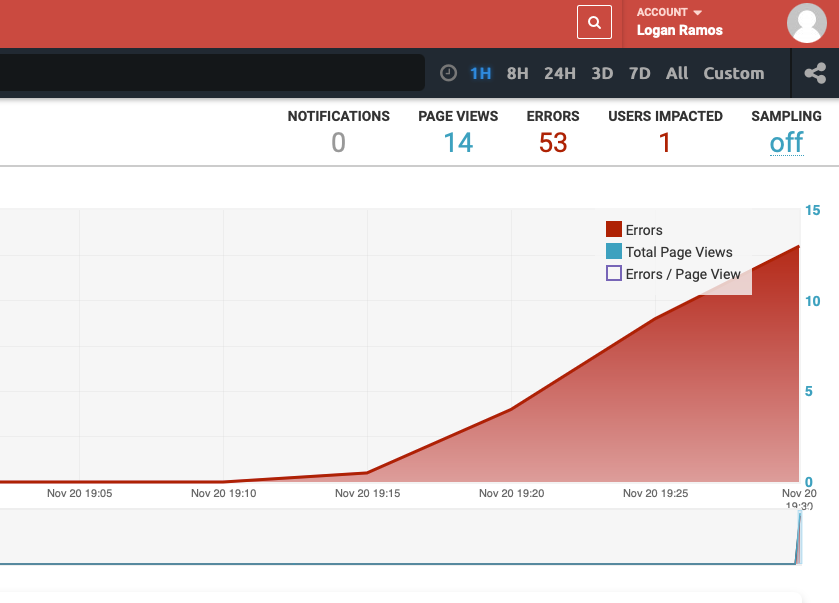 ACCOUNT
Logan Ramos
1H 8H 24H 3D 7D All Custom
NOTIFICATIONS PAGE VIEWS ERRORS USERS IMPACTED SAMPLING
0 14 53 1 off
15
Errors
Total Page Views
Errors / Page View
10
5
0
Nov 20 19:05 Nov 20 19:10 Nov 20 19:15 Nov 20 19:20 Nov 20 19:25 Nov 20
19:30